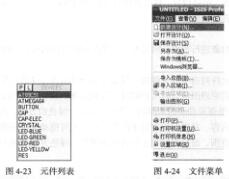 P L
AT89C51
ATMEGA64
BUTTON
CAP
CAP-ELEC
CRYSTAL
LED-BLUE
LED-GREEN
LED-RED
LED-YELLOW
RES
图 4-23 元件列表
UNTITLED - ISIS Profe
文件(F) 查看(V) 编辑(E)
新建设计(N)...
打开设计(O)...
保存设计(S)
另存为(A)...
保存为模板(T)...
Windows浏览器...
导入位图(B)...
导入区域(I)...
导出区域(E)...
输出图形(G)
打印(P)...
打印机设置(U)...
打印机信息(R)
设置区域(R)
退出(X)
图 4-24 文件菜单